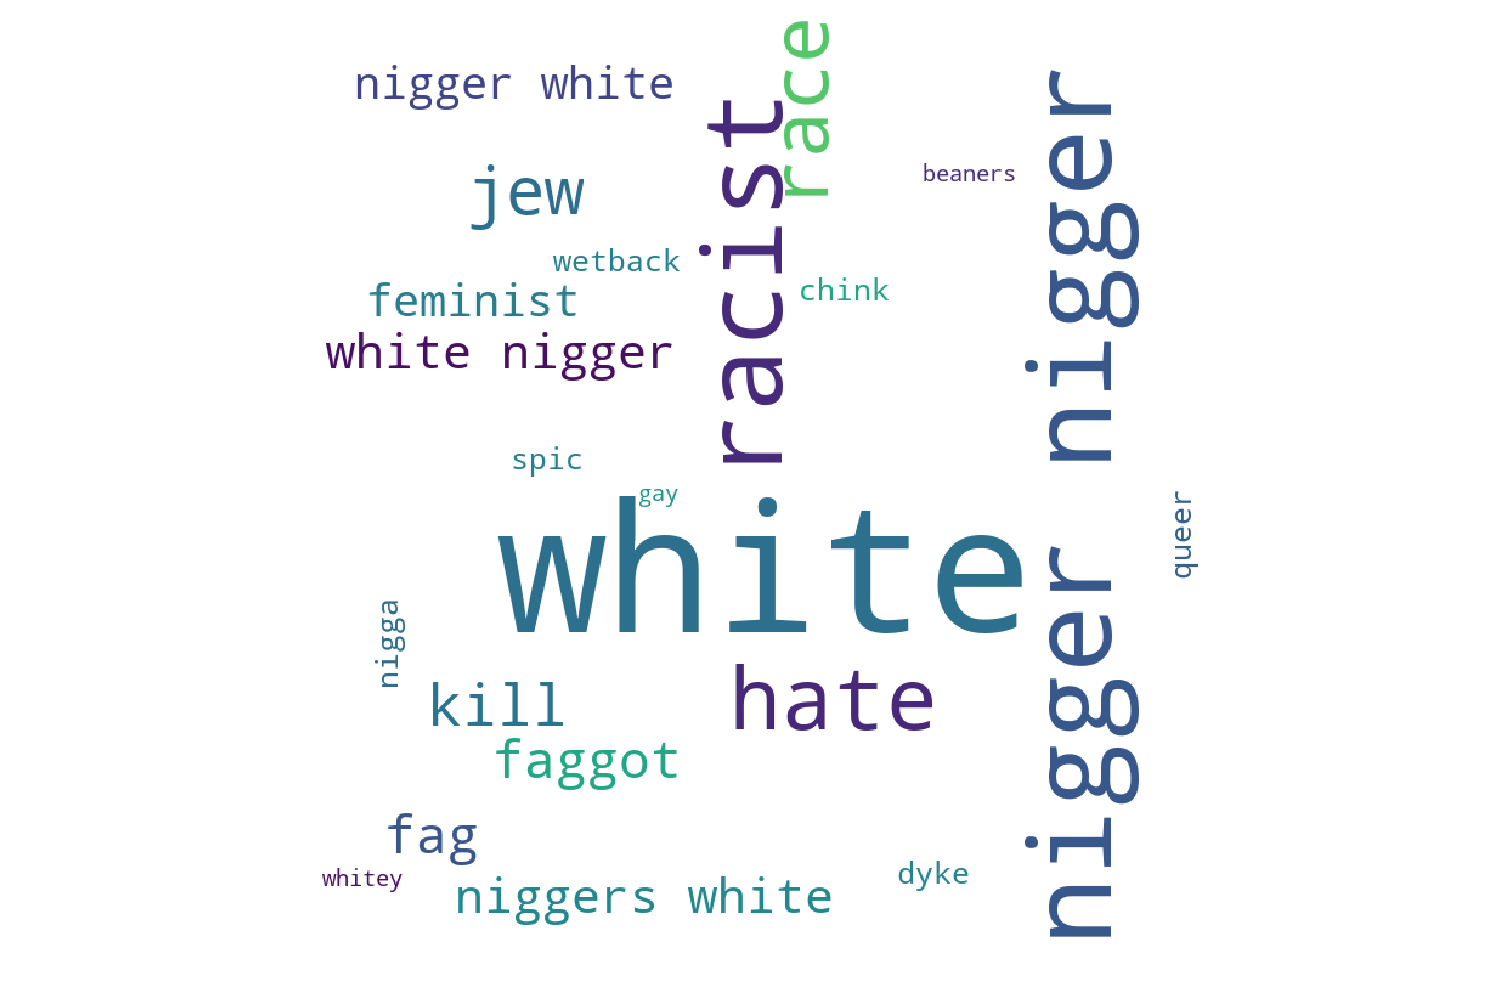 race
nigger white
racist
nigger nigger
jew
beaners
wetback
chink
feminist
white nigger
spic
gay
white
queer
nigga
kill
hate
faggot
fag
whitey
niggers white
dyke